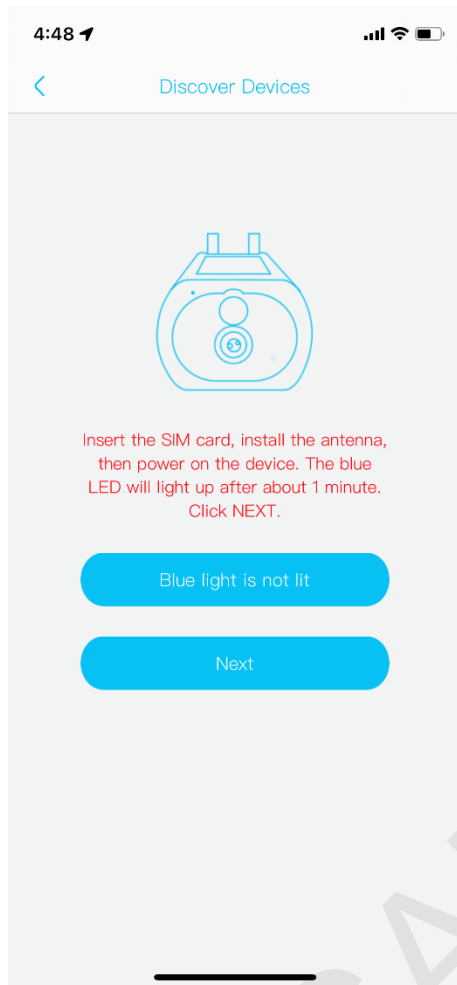 4:48
Discover Devices
Insert the SIM card, install the antenna,
then power on the device. The blue
LED will light up after about 1 minute.
Click NEXT.
Blue light is not lit
Next